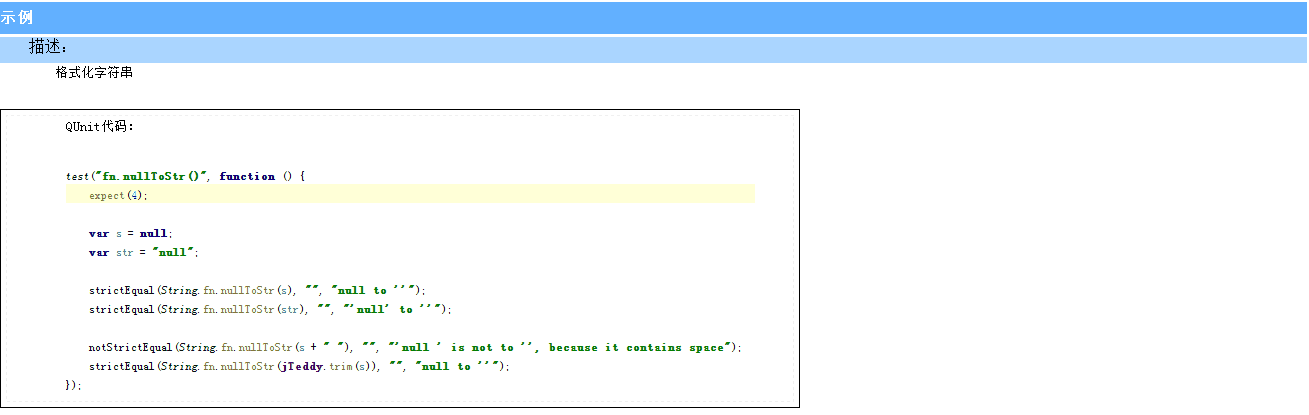 示例
描述：
格式化字符串
QUnit代码：
test("fn.nullToStr()", function () {
expect(4);
var s = null;
var str = "null";
strictEqual(String.fn.nullToStr(s), "", "null to ''");
strictEqual(String.fn.nullToStr(str), "", "'null' to ''");
notStrictEqual(String.fn.nullToStr(s + " "), "", "'null ' is not to '', because it contains space");
strictEqual(String.fn.nullToStr(jTeddy.trim(s)), "", "null to ''");
});